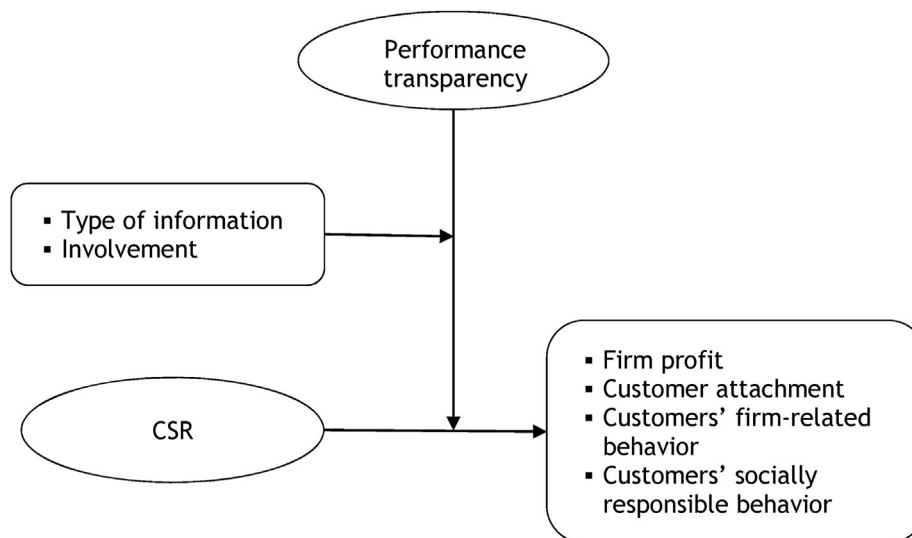 Performance
transparency
▪ Type of information
▪ Involvement
CSR
▪ Firm profit
▪ Customer attachment
▪ Customers’ firm-related
behavior
▪ Customers’ socially
responsible behavior